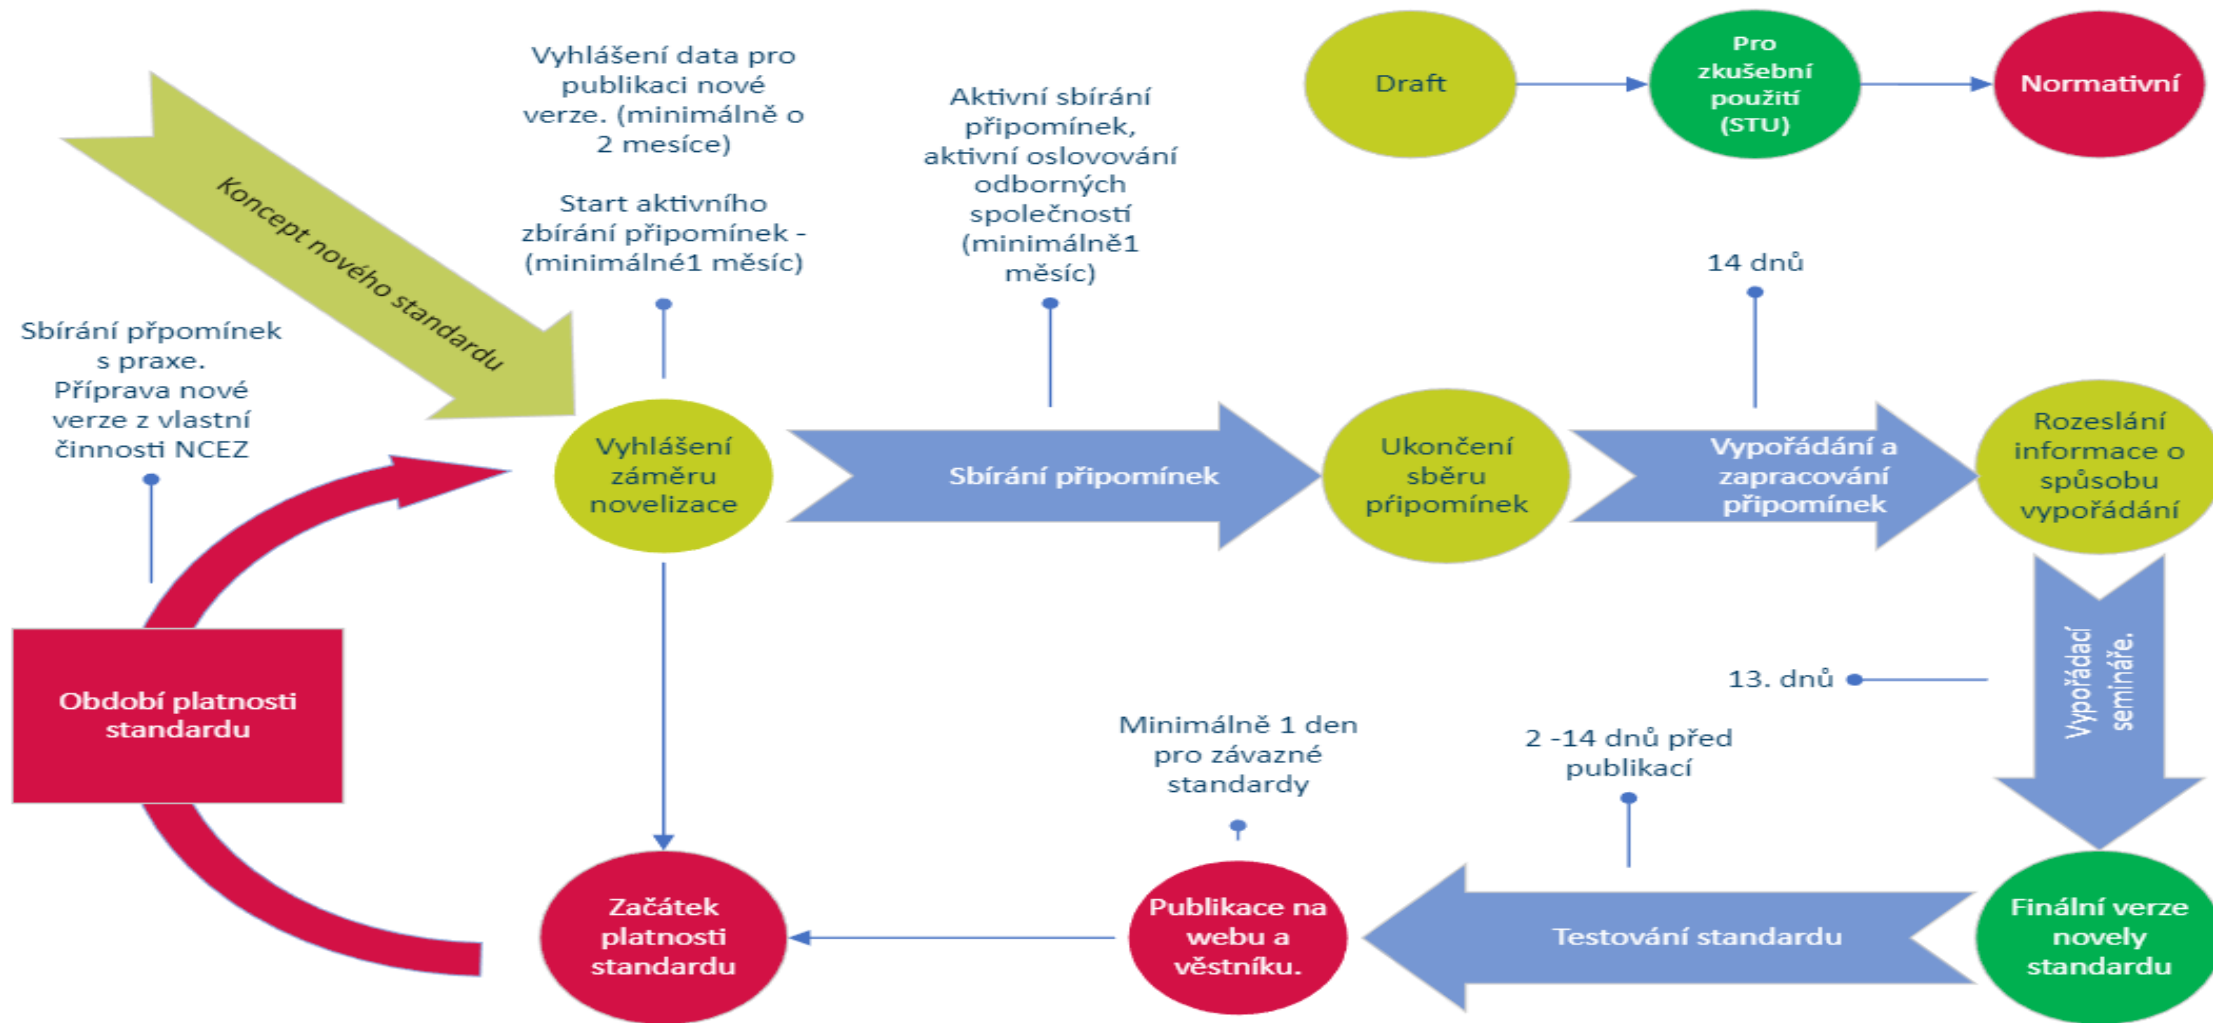 Vyhlášení data pro
publikaci nové
verze. (minimálně o
2 mesíce)
Start aktivního
zbírání připomínek -
(minimálné1 měsíc)
Aktivní sbírání
připomínek,
aktivní oslovování
odborných
společností
(minimálně1
měsíc)
Draft
Pro
zkušební
použití
(STU)
Normativní
Koncept nového standardu
14 dnů
Sbírání přpomínek
s praxe.
Příprava nové
verze z vlastní
činnosti NCEZ
Vyhlášení
záměru
novelizace
Sbírání připomínek
Ukončení
sběru
připomínek
Vypořádání a
zapracování
připomínek
Rozeslání
informace o
spůsobu
vypořádání
Období platnosti
standardu
Vypořádací
semináře.
13. dnů
2 -14 dnů před
publikací
Minimálně 1 den
pro závazné
standardy
Začátek
platnosti
standardu
Publikace na
webu a
věstníku.
Testování standardu
Finální verze
novely
standardu